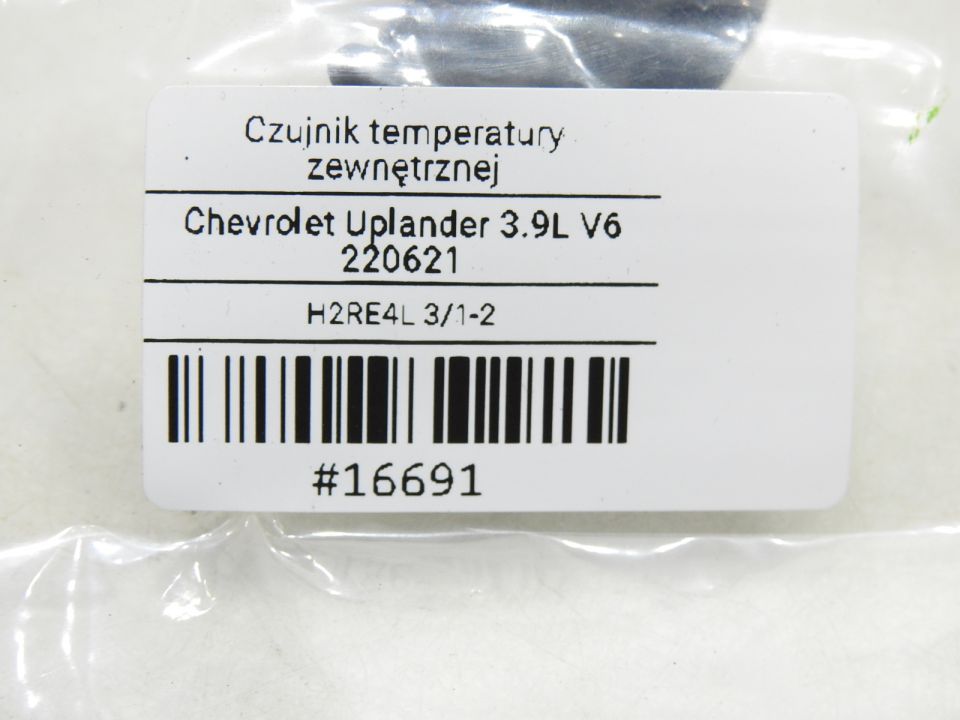 Czujnik temperatury
zewnętrznej
Chevrolet Uplander 3.9L V6
220621
H2RE4L 3/1-2
#16691